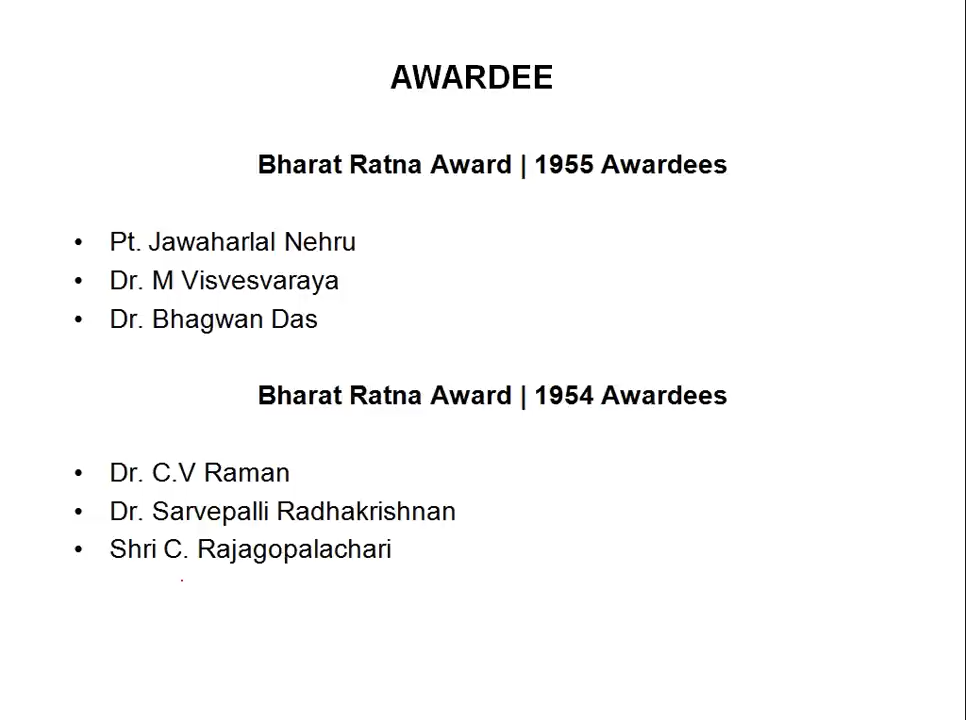 AWARDEE
Bharat Ratna Award | 1955 Awardees
• Pt. Jawaharlal Nehru
• Dr. M Visvesvaraya
• Dr. Bhagwan Das
Bharat Ratna Award | 1954 Awardees
• Dr. C.V Raman
• Dr. Sarvepalli Radhakrishnan
• Shri C. Rajagopalachari